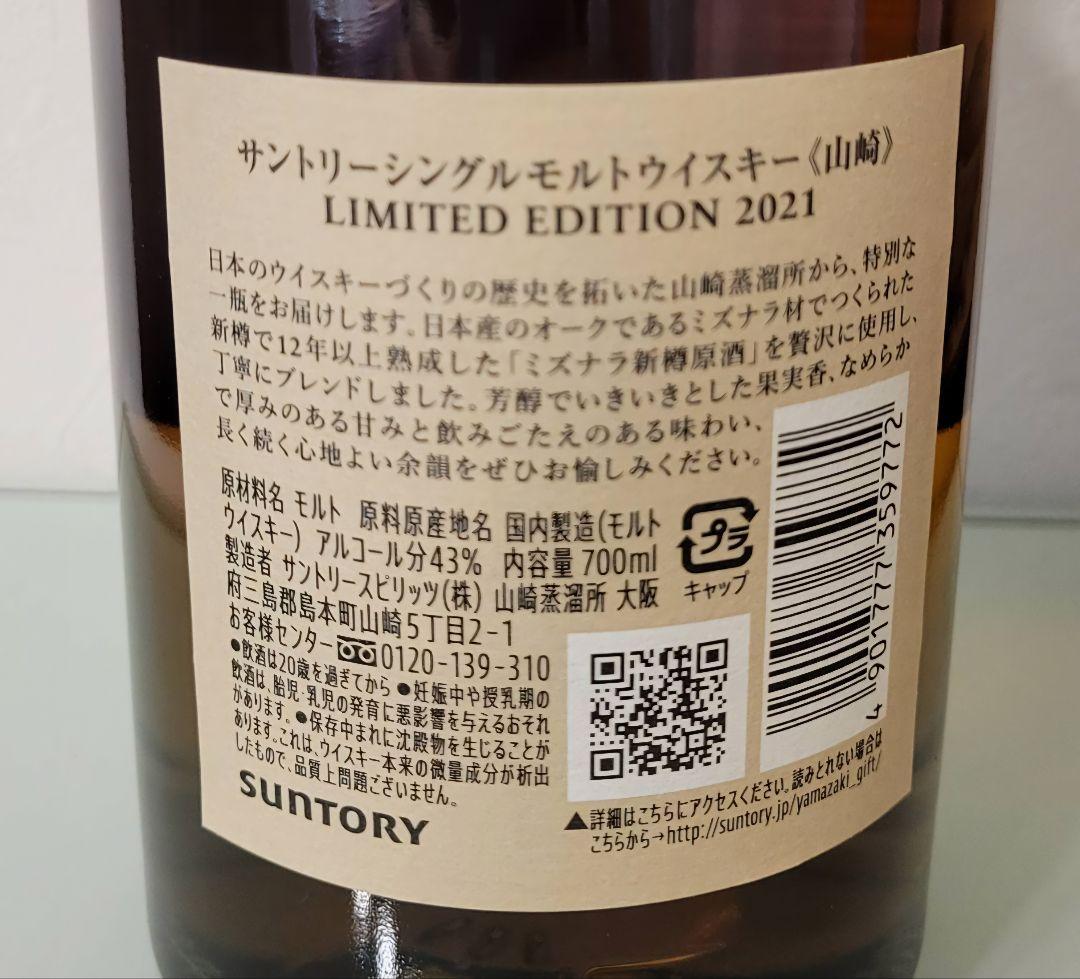 サントリーシングルモルトウイスキー《山崎》
LIMITED EDITION 2021
日本のウイスキーづくりの歴史を拓いた山崎蒸溜所から、特別な
一瓶をお届けします。日本産のオークであるミズナラ材でつくられた
新樽で12年以上熟成した「ミズナラ新樽原酒」を贅沢に使用し、
丁寧にブレンドしました。芳醇でいきいきとした果実香、なめらか
で厚みのある甘みと飲みごたえのある味わい、
長く続く心地よい余韻をぜひお愉しみください。
原材料名 モルト 原料原産地名 国内製造(モルト
ウイスキー) アルコール分43% 内容量 700ml
製造者 サントリースピリッツ(株) 山崎蒸溜所 大阪
府三島郡島本町山崎5丁目2-1
お客様センター 0120-139-310
●飲酒は20歳を過ぎてから ●妊娠中や授乳期の
飲酒は、胎児・乳児の発育に悪影響を与えるおそれ
があります。●保存中まれに沈殿物を生じることが
あります。これは、ウイスキー本来の微量成分が析出
したもので、品質上問題ございません。
SUNTORY
プラ
キャップ
4 901777 359772
▲詳細はこちらにアクセスください。読みとれない場合は
こちらから→http://suntory.jp/yamazaki_gift/